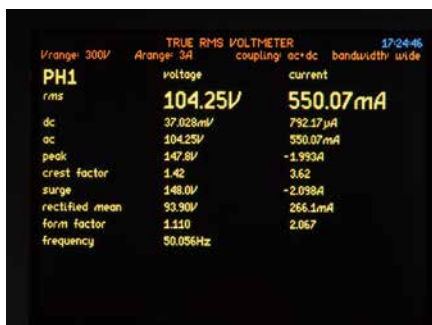 TRUE RMS VOLTMETER 17:24:46
Vrange: 300V Arange: 3A coupling: ac+dc bandwidth: wide
PH1 voltage current
rms 104.25V 550.07mA
dc 37.028mV 792.17µA
ac 104.25V 550.07mA
peak 147.8V -1.993A
crest factor 1.42 3.62
surge 148.0V -2.098A
rectified mean 93.90V 266.1mA
form factor 1.110 2.067
frequency 50.056Hz